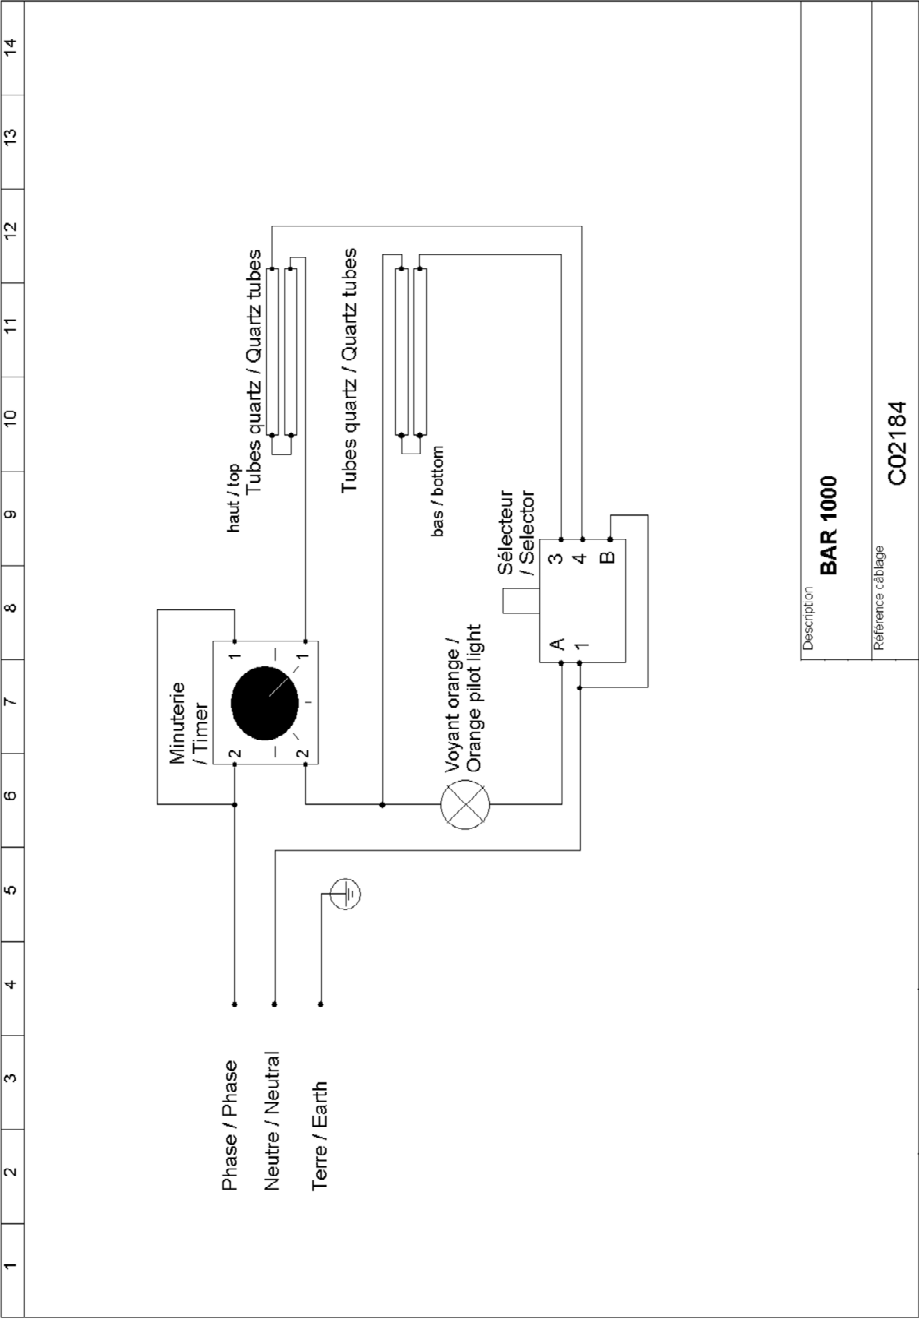 1
2
3
4
5
6
7
8
9
10
11
12
13
14
Phase / Phase
Neutre / Neutral
Terre / Earth
Minuterie
/ Timer
2
1
2
1
haut / top
Tubes quartz / Quartz tubes
Tubes quartz / Quartz tubes
bas / bottom
Voyant orange /
Orange pilot light
Sélecteur
/ Selector
A
3
1
4
B
Description
BAR 1000
Référence câblage
C02184